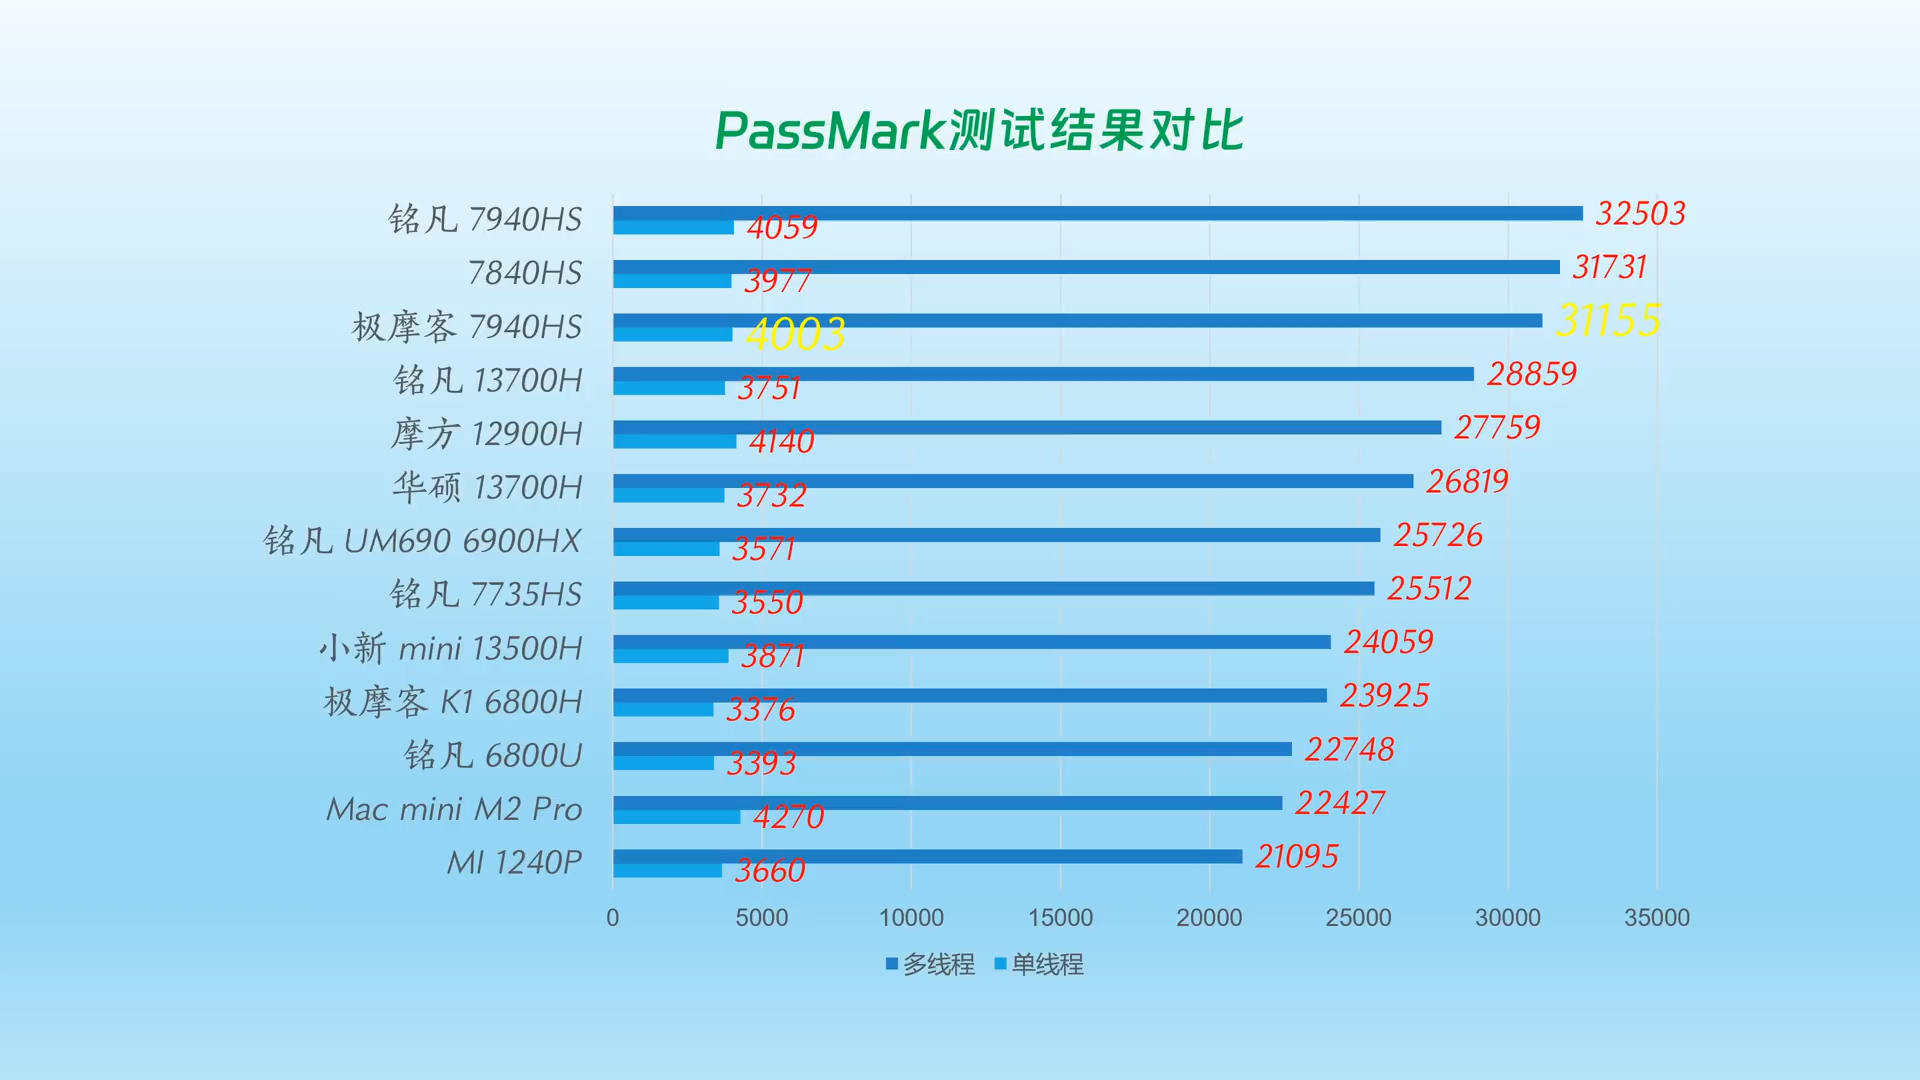 PassMark测试结果对比
铭凡 7940HS 32503
4059
7840HS 31731
3977
极摩客 7940HS 31155
4003
铭凡 13700H 28859
3751
摩方 12900H 27759
4140
华硕 13700H 26819
3732
铭凡 UM690 6900HX 25726
3571
铭凡 7735HS 25512
3550
小新 mini 13500H 24059
3871
极摩客 K1 6800H 23925
3376
铭凡 6800U 22748
3393
Mac mini M2 Pro 22427
4270
MI 1240P 21095
3660
0 5000 10000 15000 20000 25000 30000 35000
多线程 单线程